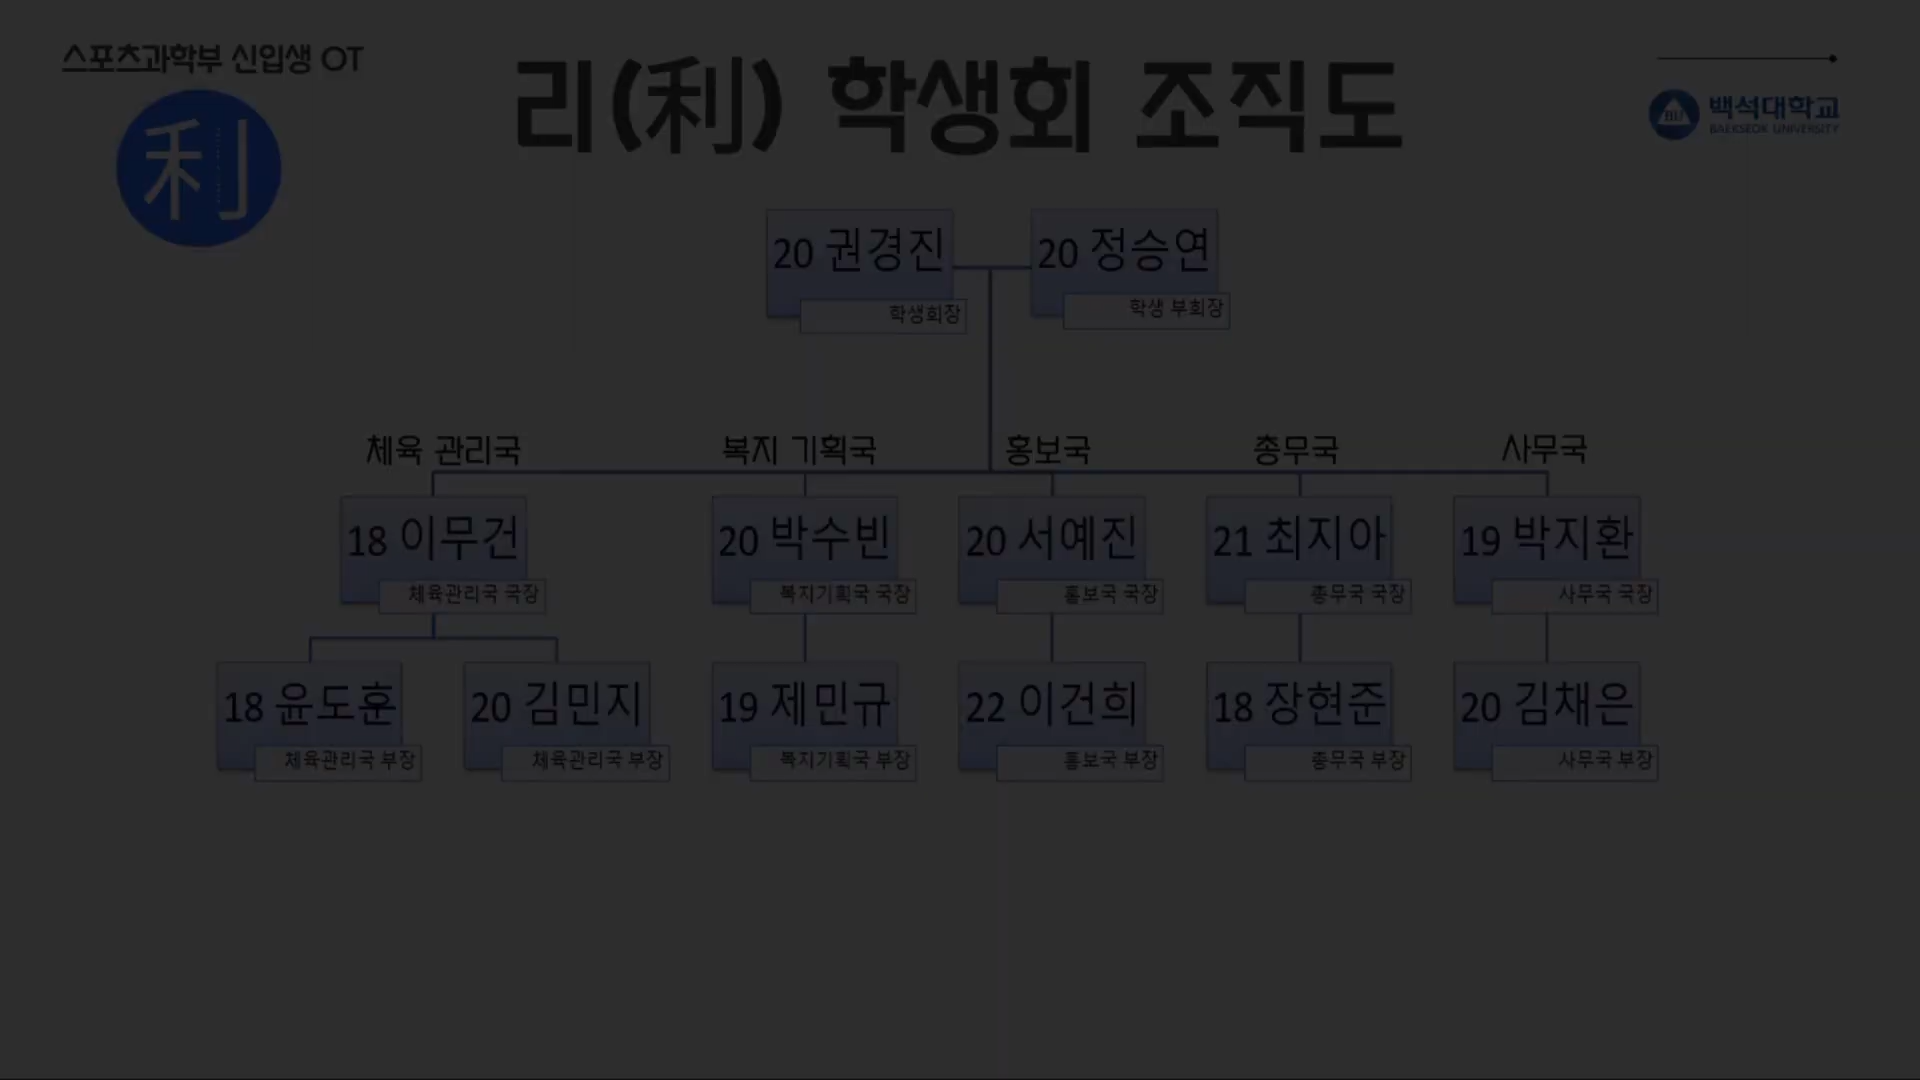 스포츠과학부 신입생 OT
利
리(利) 학생회 조직도
BU
백석대학교
BAEKSEOK UNIVERSITY
20 권경진
학생회장
20 정승연
학생 부회장
체육 관리국
복지 기획국
홍보국
총무국
사무국
18 이무건
체육관리국 국장
20 박수빈
복지기획국 국장
20 서예진
홍보국 국장
21 최지아
총무국 국장
19 박지환
사무국 국장
18 윤도훈
체육관리국 부장
20 김민지
체육관리국 부장
19 제민규
복지기획국 부장
22 이건희
홍보국 부장
18 장현준
총무국 부장
20 김채은
사무국 부장